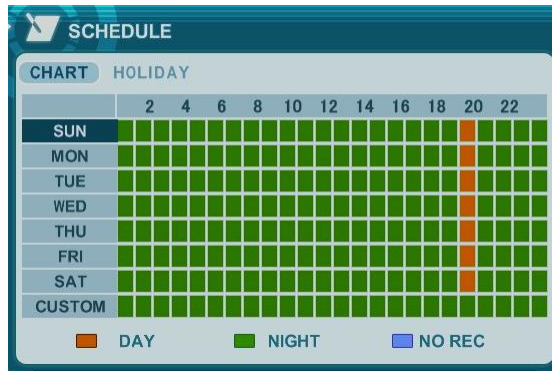 SCHEDULE
CHART HOLIDAY
2 4 6 8 10 12 14 16 18 20 22
SUN
MON
TUE
WED
THU
FRI
SAT
CUSTOM
DAY NIGHT NO REC